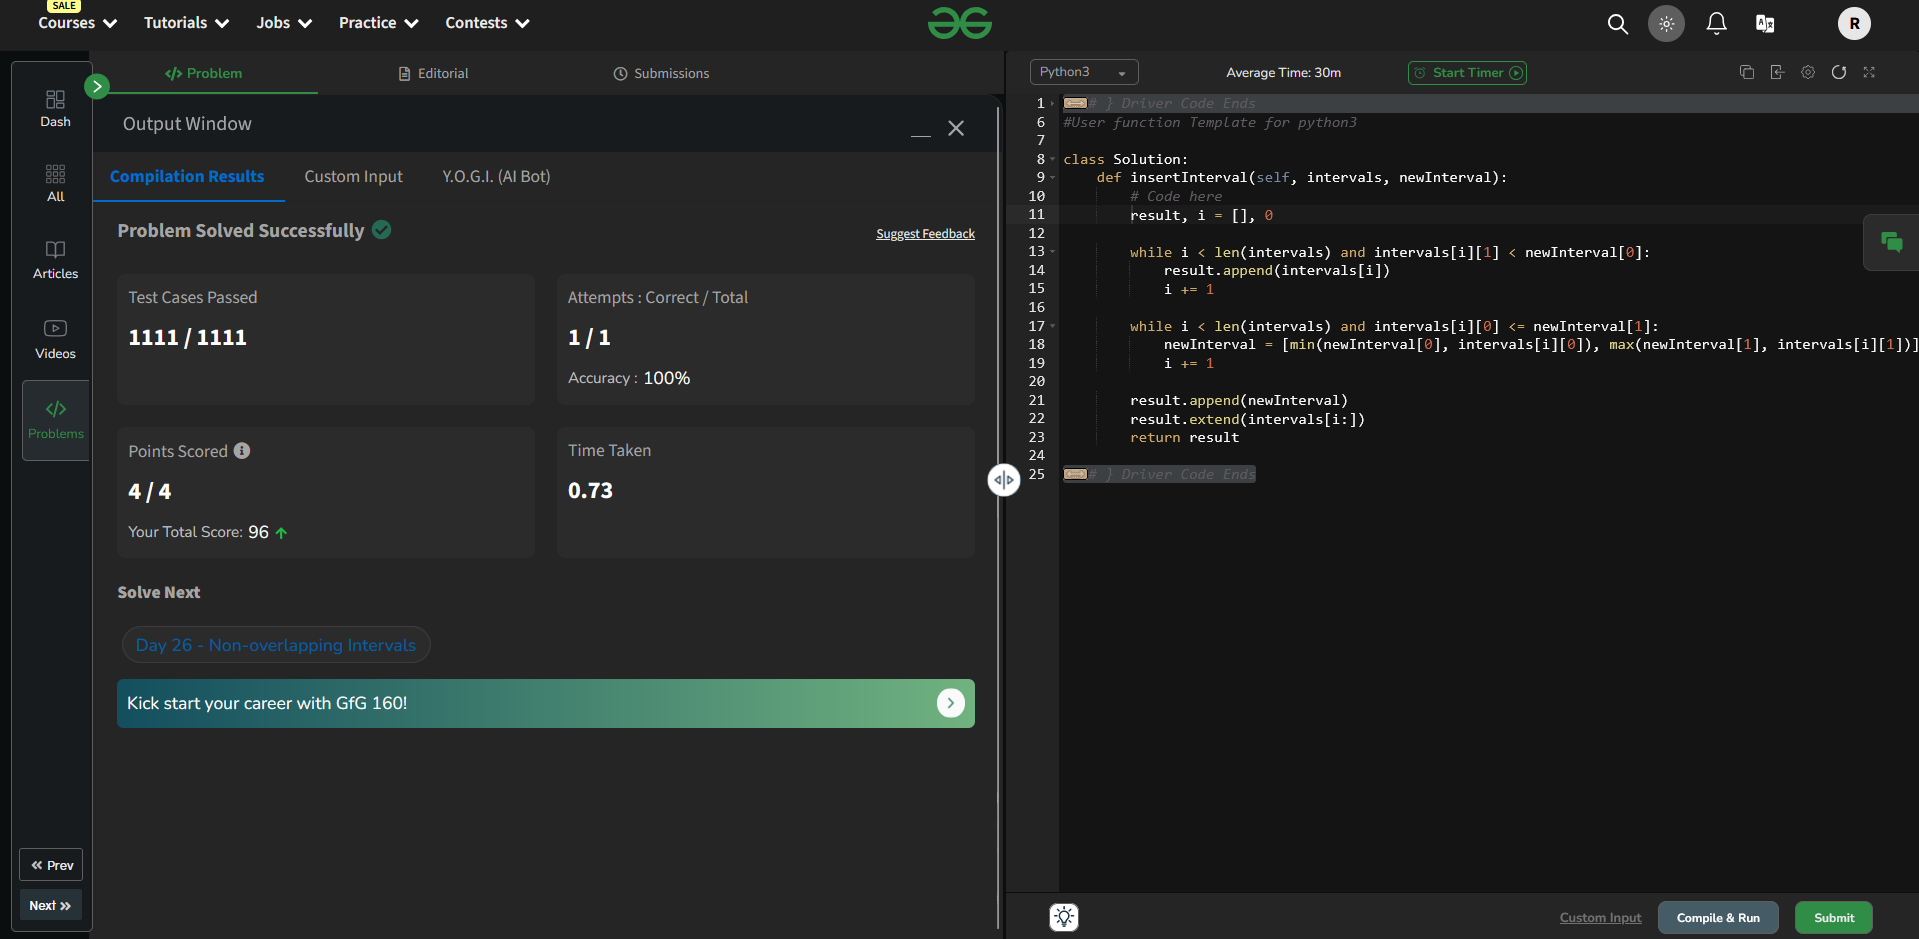 SALE
Courses
Tutorials
Jobs
Practice
Contests
R
Dash
All
Articles
Videos
Problems
Prev
Next
Problem
Editorial
Submissions
Output Window
Compilation Results
Custom Input
Y.O.G.I. (AI Bot)
Problem Solved Successfully
Suggest Feedback
Test Cases Passed
1111 / 1111
Attempts : Correct / Total
1 / 1
Accuracy : 100%
Points Scored
4 / 4
Your Total Score: 96
Time Taken
0.73
Solve Next
Day 26 - Non-overlapping Intervals
Kick start your career with GfG 160!
Python3
Average Time: 30m
Start Timer
1 # } Driver Code Ends
6 #User function Template for python3
7
8 class Solution:
9 def insertInterval(self, intervals, newInterval):
10 # Code here
11 result, i = [], 0
12
13 while i < len(intervals) and intervals[i][1] < newInterval[0]:
14 result.append(intervals[i])
15 i += 1
16
17 while i < len(intervals) and intervals[i][0] <= newInterval[1]:
18 newInterval = [min(newInterval[0], intervals[i][0]), max(newInterval[1], intervals[i][1])]
19 i += 1
20
21 result.append(newInterval)
22 result.extend(intervals[i:])
23 return result
24
25 # } Driver Code Ends
Custom Input
Compile & Run
Submit